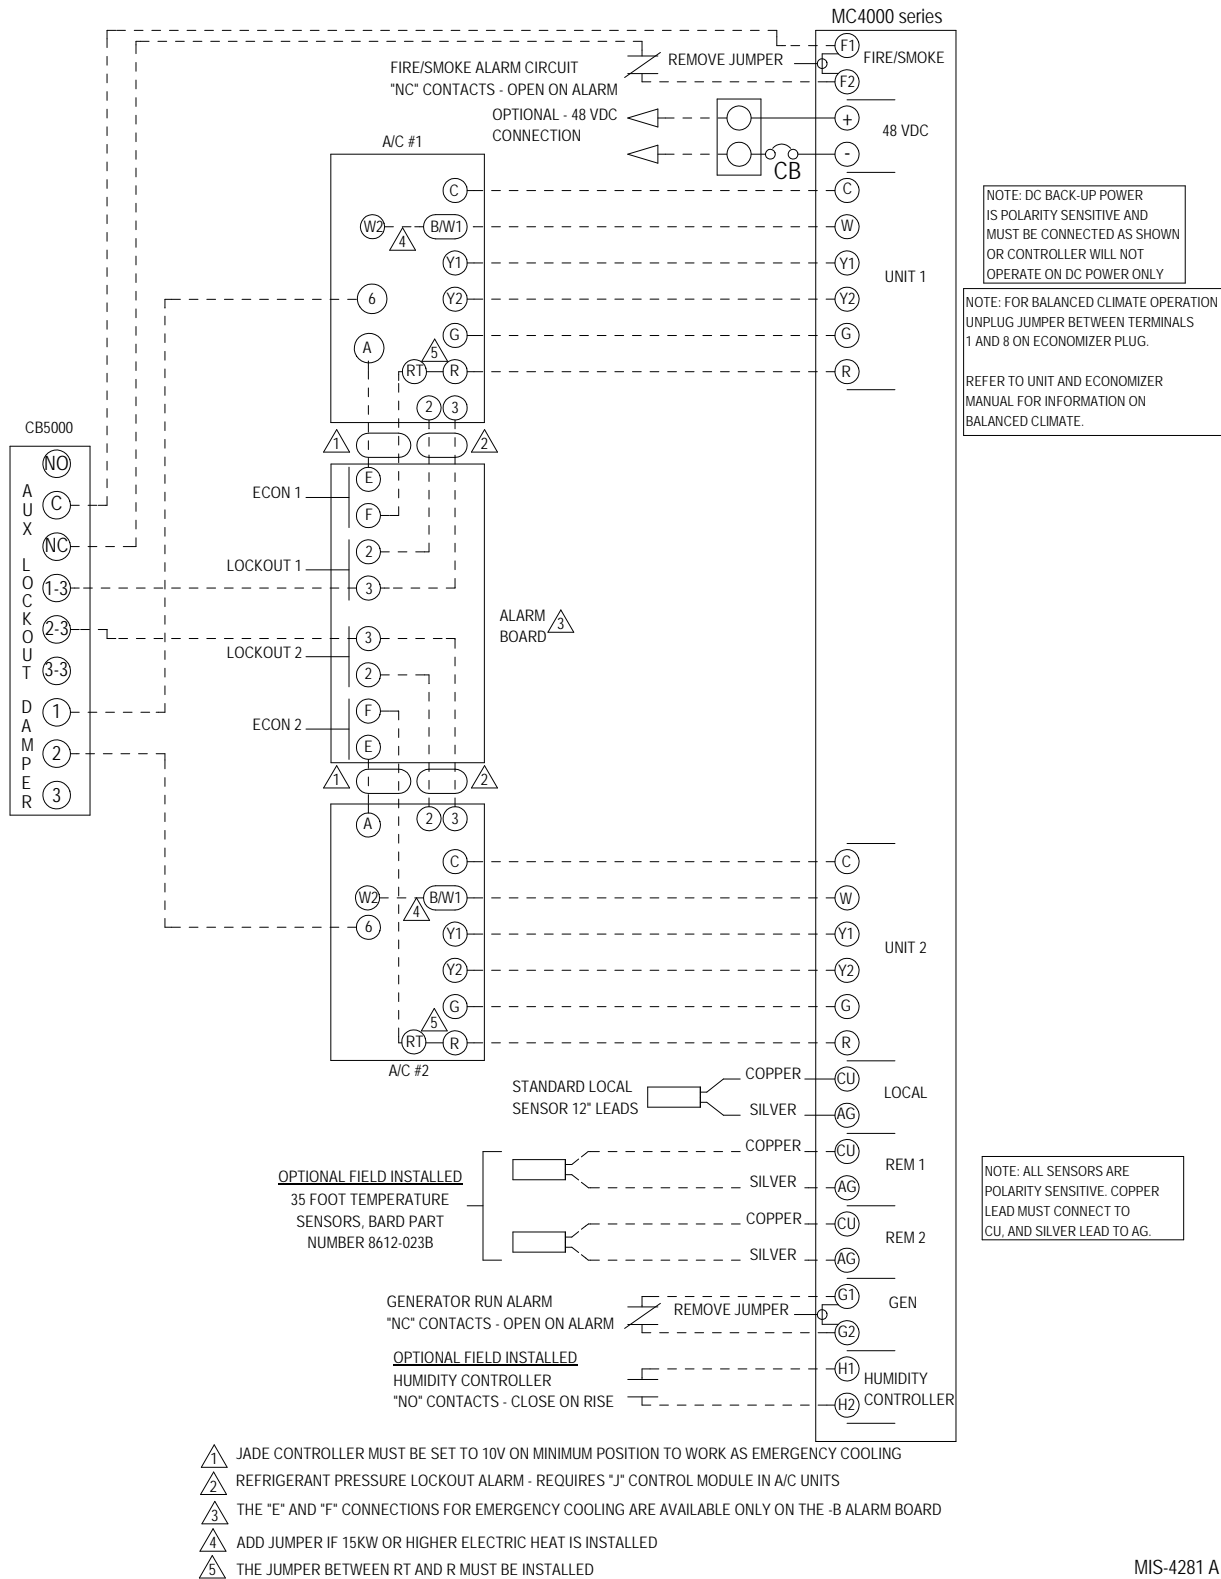 MC4000 series
F1
FIRE/SMOKE
REMOVE JUMPER
FIRE/SMOKE ALARM CIRCUIT
"NC" CONTACTS - OPEN ON ALARM
F2
OPTIONAL - 48 VDC
CONNECTION
+
48 VDC
-
CB
A/C #1
C
W2
4
B/W1
Y1
6
Y2
G
A
5
RT
R
2
3
C
W
Y1
UNIT 1
Y2
G
R
NOTE: DC BACK-UP POWER
IS POLARITY SENSITIVE AND
MUST BE CONNECTED AS SHOWN
OR CONTROLLER WILL NOT
OPERATE ON DC POWER ONLY
NOTE: FOR BALANCED CLIMATE OPERATION
UNPLUG JUMPER BETWEEN TERMINALS
1 AND 8 ON ECONOMIZER PLUG.
REFER TO UNIT AND ECONOMIZER
MANUAL FOR INFORMATION ON
BALANCED CLIMATE.
CB5000
AUX LOCKOUT DAMPER
NO
C
NC
1-3
2-3
3-3
1
2
3
1
2
ECON 1
E
F
LOCKOUT 1
2
3
ALARM
BOARD
3
LOCKOUT 2
3
2
ECON 2
F
E
1
2
A
2
3
C
W2
4
B/W1
6
Y1
Y2
G
5
RT
R
A/C #2
C
W
Y1
UNIT 2
Y2
G
R
STANDARD LOCAL
SENSOR 12" LEADS
COPPER
CU
LOCAL
SILVER
AG
OPTIONAL FIELD INSTALLED
35 FOOT TEMPERATURE
SENSORS, BARD PART
NUMBER 8612-023B
COPPER
CU
REM 1
SILVER
AG
COPPER
CU
REM 2
SILVER
AG
NOTE: ALL SENSORS ARE
POLARITY SENSITIVE. COPPER
LEAD MUST CONNECT TO
CU, AND SILVER LEAD TO AG.
GENERATOR RUN ALARM
"NC" CONTACTS - OPEN ON ALARM
REMOVE JUMPER
G1
GEN
G2
OPTIONAL FIELD INSTALLED
HUMIDITY CONTROLLER
"NO" CONTACTS - CLOSE ON RISE
H1
HUMIDITY
CONTROLLER
H2
1 JADE CONTROLLER MUST BE SET TO 10V ON MINIMUM POSITION TO WORK AS EMERGENCY COOLING
2 REFRIGERANT PRESSURE LOCKOUT ALARM - REQUIRES "J" CONTROL MODULE IN A/C UNITS
3 THE "E" AND "F" CONNECTIONS FOR EMERGENCY COOLING ARE AVAILABLE ONLY ON THE -B ALARM BOARD
4 ADD JUMPER IF 15KW OR HIGHER ELECTRIC HEAT IS INSTALLED
5 THE JUMPER BETWEEN RT AND R MUST BE INSTALLED
MIS-4281 A